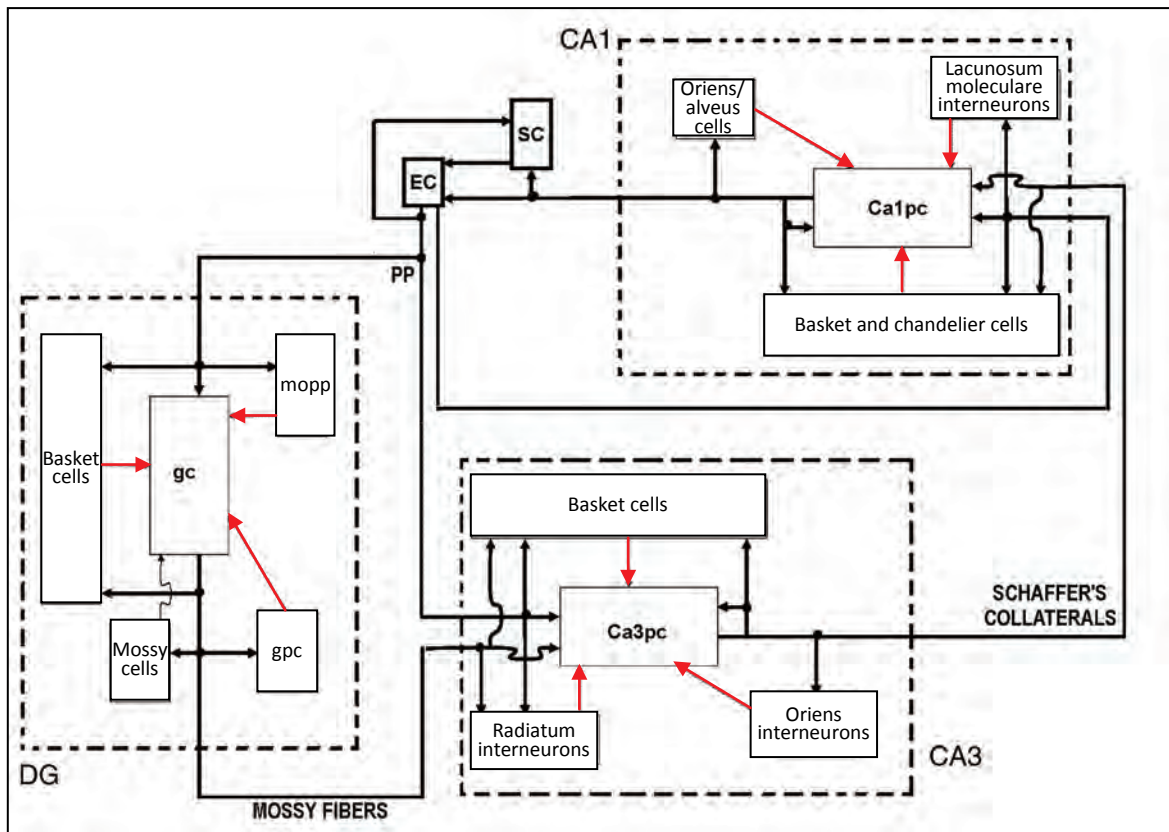 CA1
Oriens/
alveus
cells
Lacunosum
moleculare
interneurons
SC
EC
Ca1pc
PP
Basket and chandelier cells
mopp
Basket
cells
gc
Basket cells
SCHAFFER'S
COLLATERALS
Ca3pc
Mossy
cells
gpc
Radiatum
interneurons
Oriens
interneurons
DG
CA3
MOSSY FIBERS